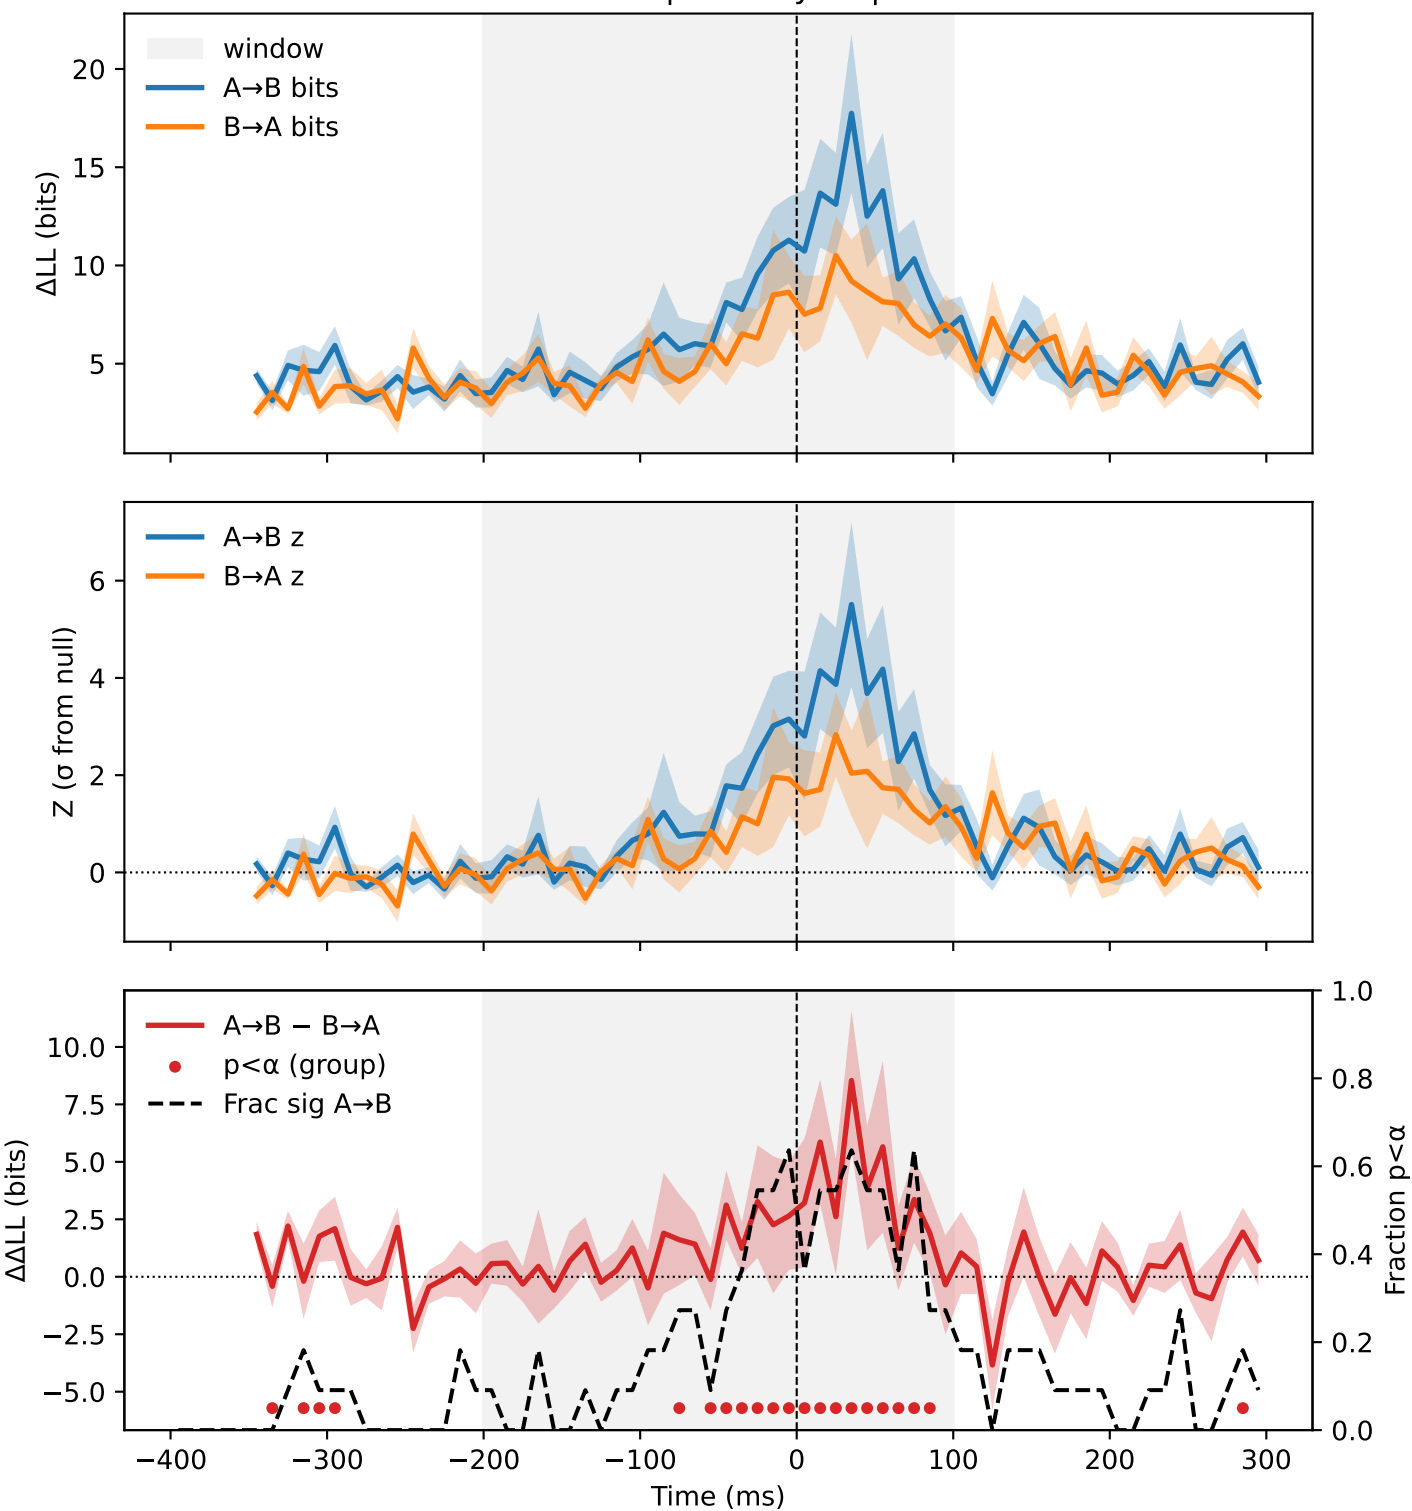 window
A→B bits
B→A bits
20
15
10
5
ΔLL (bits)
A→B z
B→A z
6
4
2
0
Z (σ from null)
A→B − B→A
p<α (group)
Frac sig A→B
10.0
7.5
5.0
2.5
0.0
−2.5
−5.0
ΔΔLL (bits)
1.0
0.8
0.6
0.4
0.2
0.0
Fraction p<α
−400
−300
−200
−100
0
100
200
300
Time (ms)